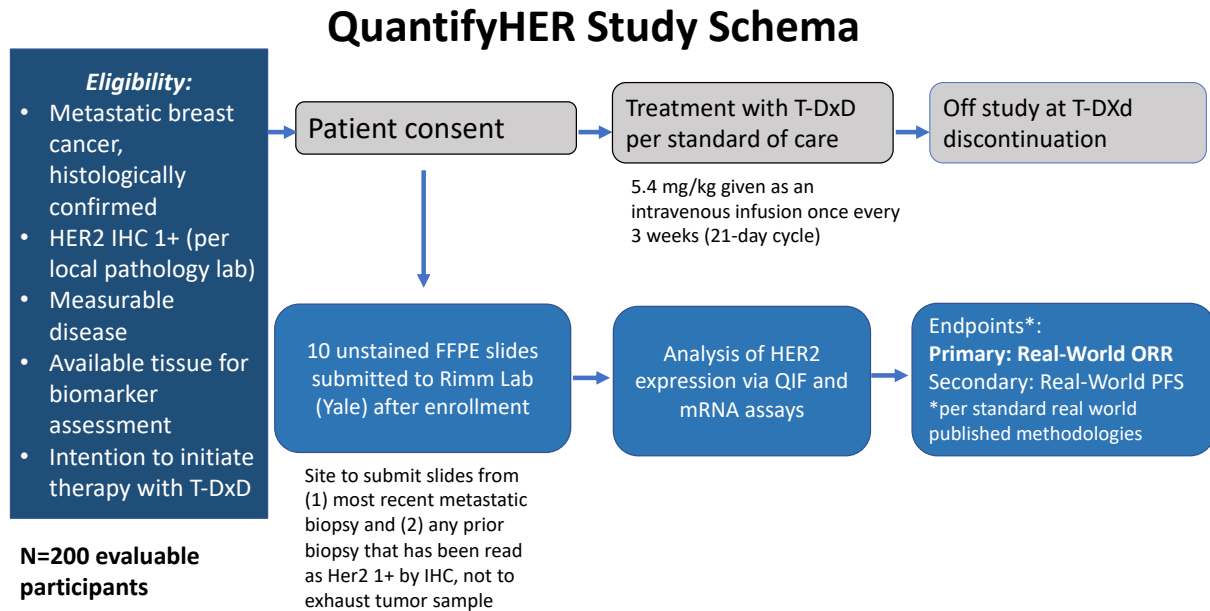 QuantifyHER Study Schema
Eligibility:
• Metastatic breast
cancer,
histologically
confirmed
• HER2 IHC 1+ (per
local pathology lab)
• Measurable
disease
• Available tissue for
biomarker
assessment
• Intention to initiate
therapy with T-DxD
N=200 evaluable
participants
Patient consent
Treatment with T-DxD
per standard of care
5.4 mg/kg given as an
intravenous infusion once every
3 weeks (21-day cycle)
Off study at T-DXd
discontinuation
10 unstained FFPE slides
submitted to Rimm Lab
(Yale) after enrollment
Site to submit slides from
(1) most recent metastatic
biopsy and (2) any prior
biopsy that has been read
as Her2 1+ by IHC, not to
exhaust tumor sample
Analysis of HER2
expression via QIF and
mRNA assays
Endpoints*:
Primary: Real-World ORR
Secondary: Real-World PFS
*per standard real world
published methodologies